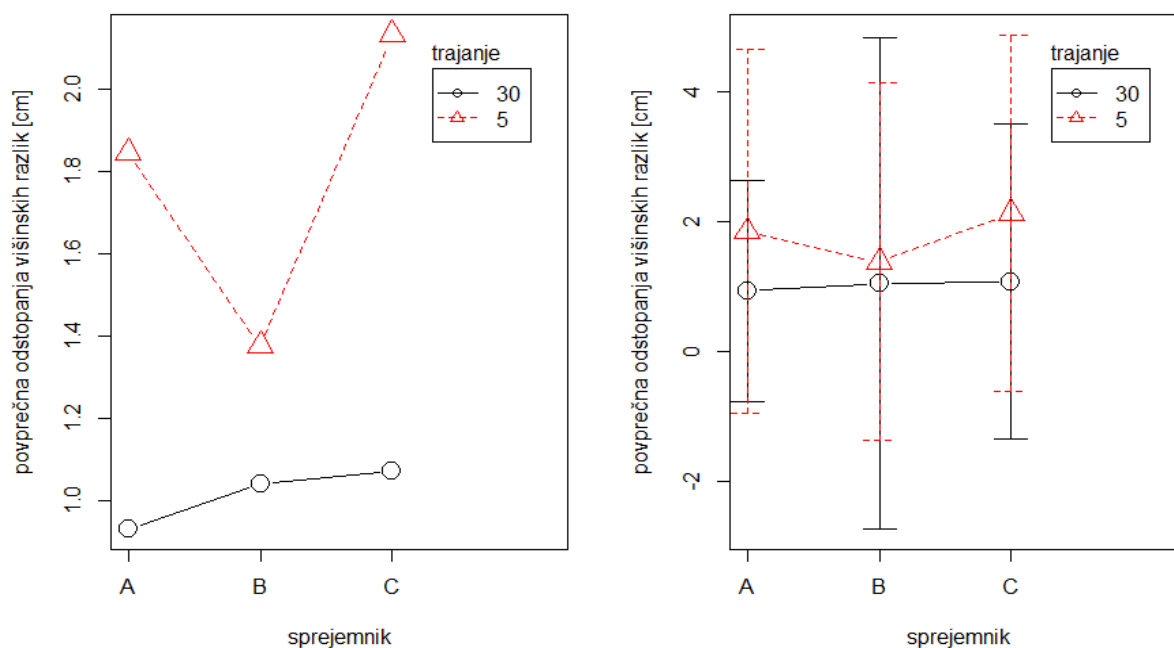 povprečna odstopanja višinskih razlik [cm]
2.0
1.8
1.6
1.4
1.2
1.0
trajanje
30
5
A B C
sprejemnik
povprečna odstopanja višinskih razlik [cm]
4
2
0
-2
trajanje
30
5
A B C
sprejemnik